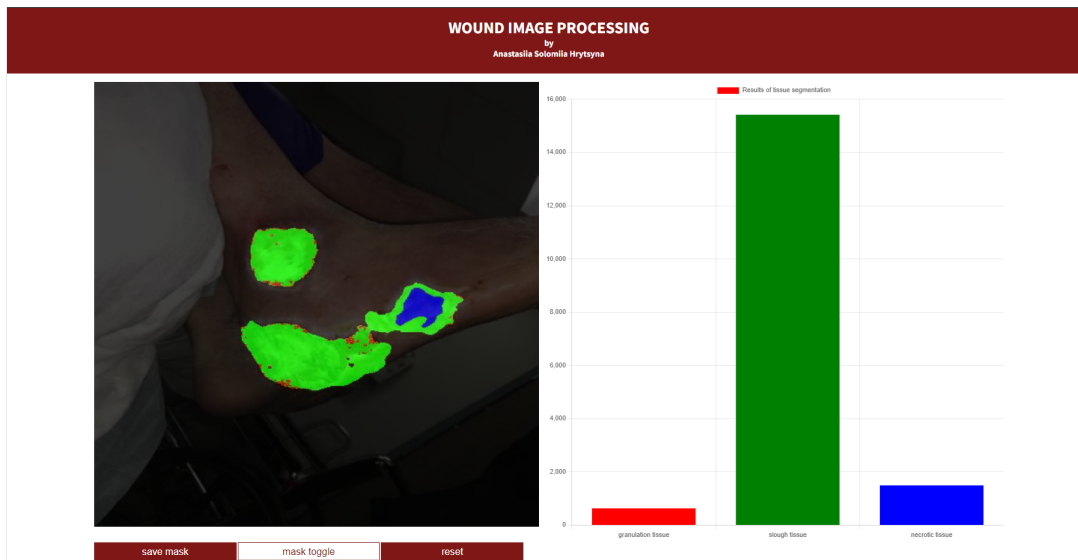 WOUND IMAGE PROCESSING
by
Anastasiia Solomiia Hrytsyna
Results of tissue segmentation
16,000
14,000
12,000
10,000
8,000
6,000
4,000
2,000
0
granulation tissue
slough tissue
necrotic tissue
save mask
mask toggle
reset